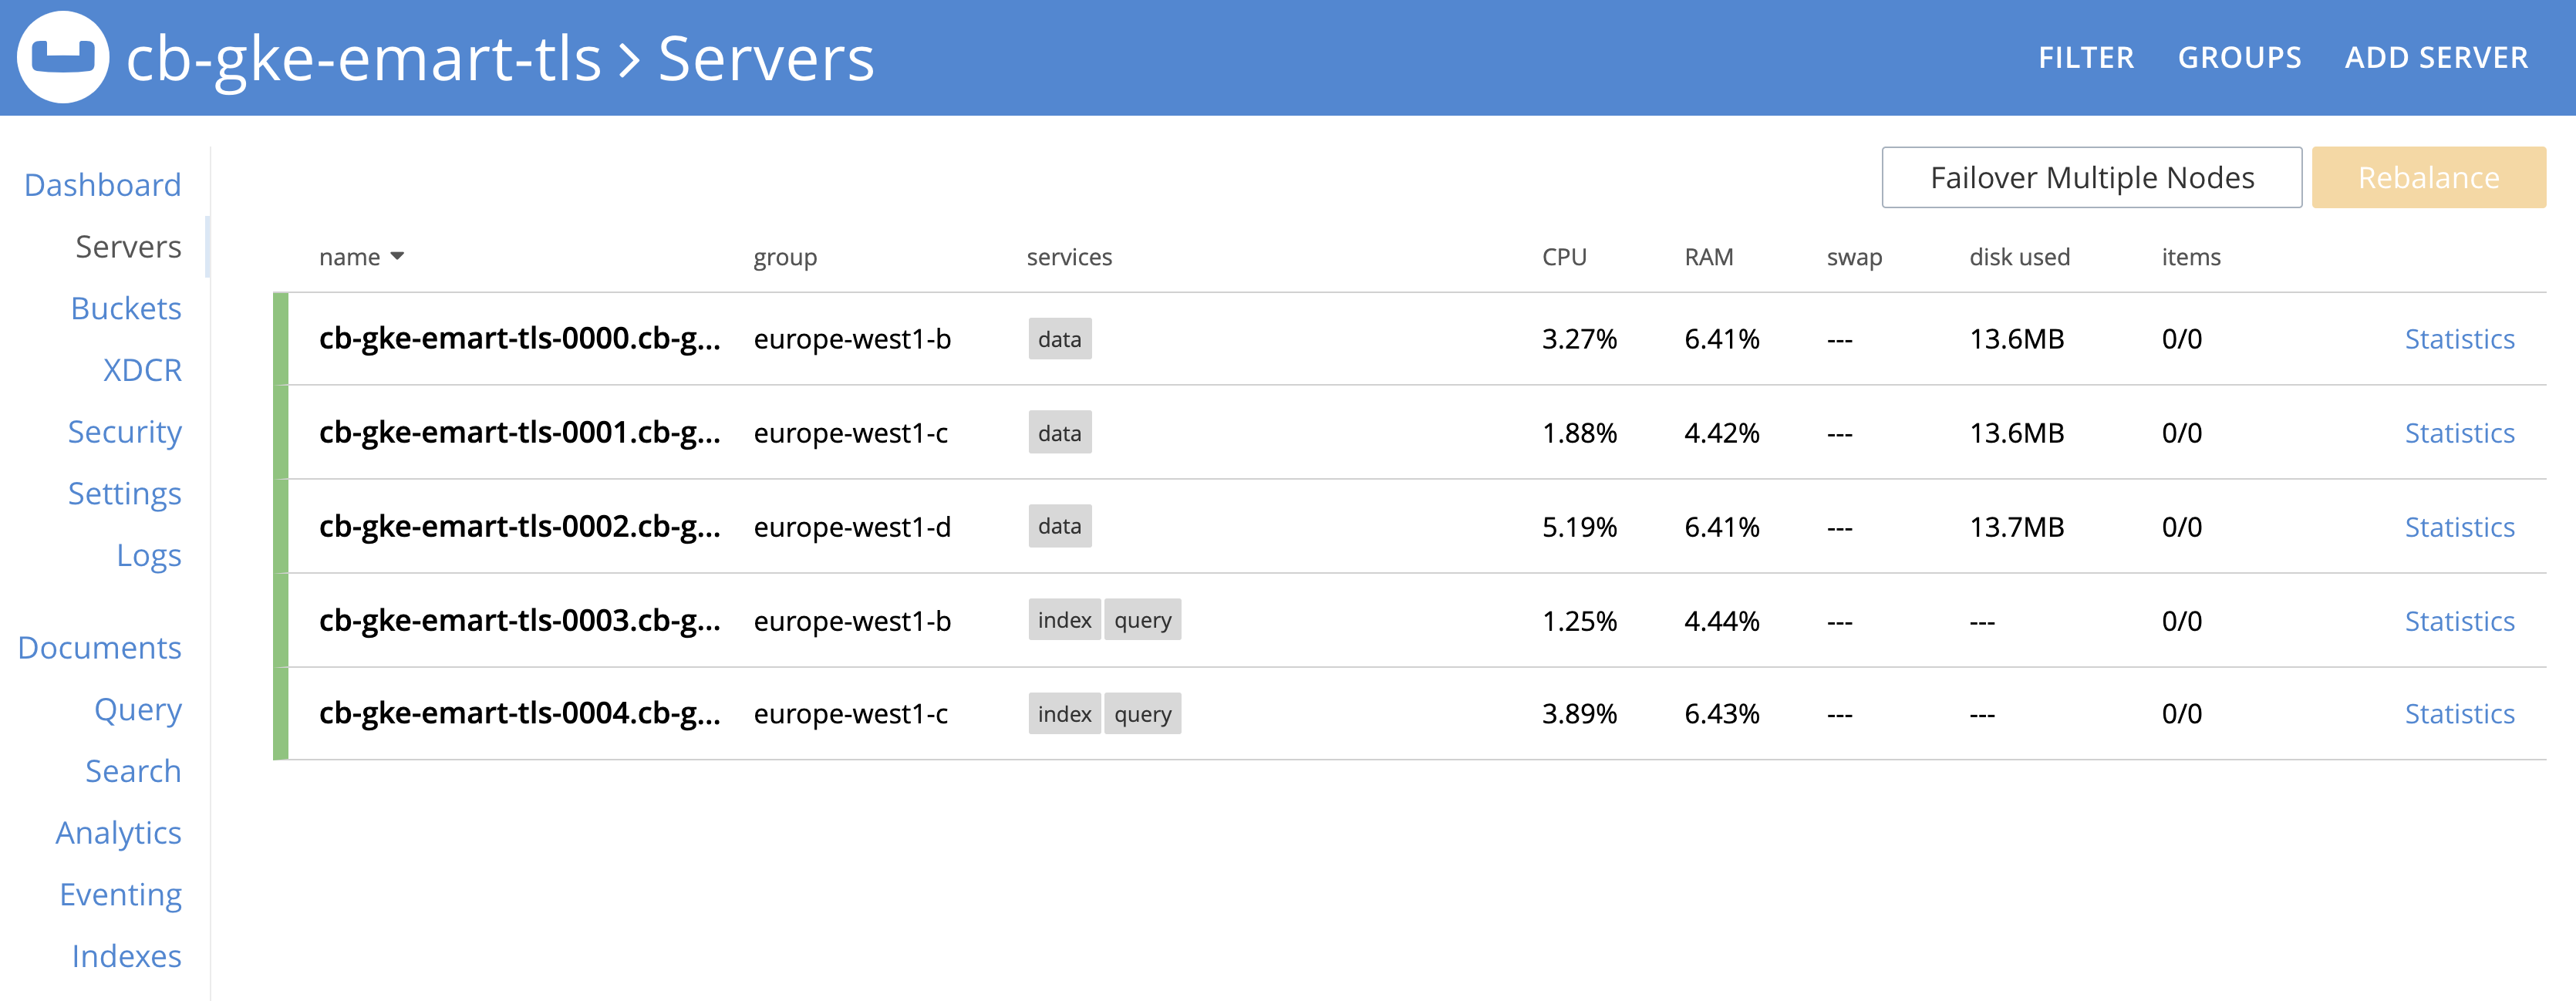 cb-gke-emart-tls > Servers
FILTER GROUPS ADD SERVER
Failover Multiple Nodes Rebalance
Dashboard
Servers
Buckets
XDCR
Security
Settings
Logs
Documents
Query
Search
Analytics
Eventing
Indexes
name group services CPU RAM swap disk used items
cb-gke-emart-tls-0000.cb-g... europe-west1-b data 3.27% 6.41% --- 13.6MB 0/0 Statistics
cb-gke-emart-tls-0001.cb-g... europe-west1-c data 1.88% 4.42% --- 13.6MB 0/0 Statistics
cb-gke-emart-tls-0002.cb-g... europe-west1-d data 5.19% 6.41% --- 13.7MB 0/0 Statistics
cb-gke-emart-tls-0003.cb-g... europe-west1-b index query 1.25% 4.44% --- --- 0/0 Statistics
cb-gke-emart-tls-0004.cb-g... europe-west1-c index query 3.89% 6.43% --- --- 0/0 Statistics